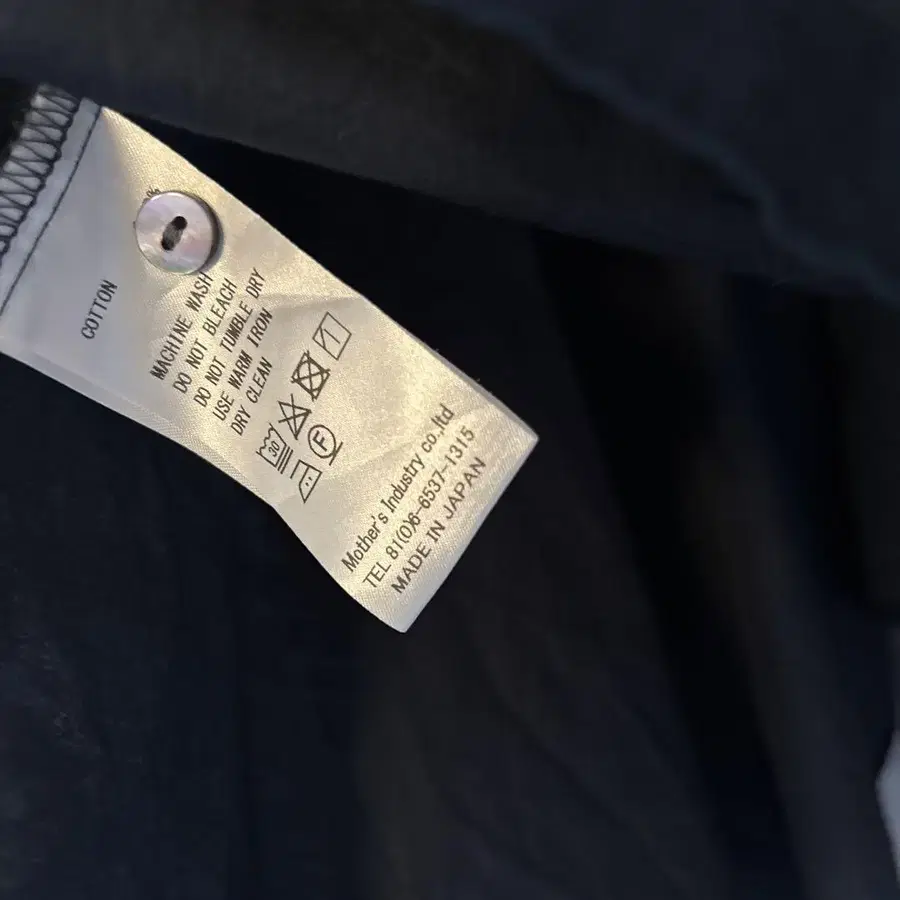 COTTON
%
MACHINE WASH
DO NOT BLEACH
DO NOT TUMBLE DRY
USE WARM IRON
DRY CLEAN
30
F
Mother's Industry co.,ltd
TEL 81(0)6-6537-1315
MADE IN JAPAN